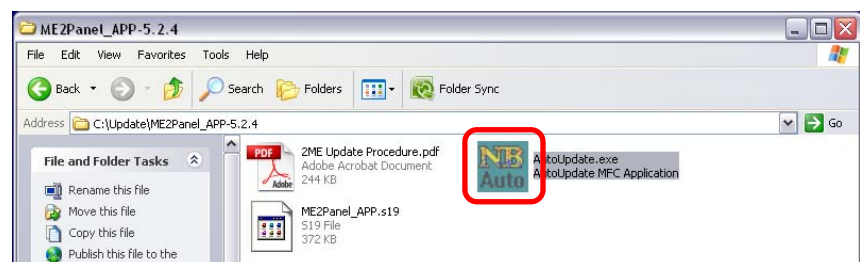 ME2Panel_APP-5.2.4
File Edit View Favorites Tools Help
Back Search Folders Folder Sync
Address C:\Update\ME2Panel_APP-5.2.4 Go
File and Folder Tasks
Rename this file
Move this file
Copy this file
Publish this file to the
PDF
Adobe
2ME Update Procedure.pdf
Adobe Acrobat Document
244 KB
NB
Auto
AutoUpdate.exe
AutoUpdate MFC Application
ME2Panel_APP.s19
S19 File
372 KB